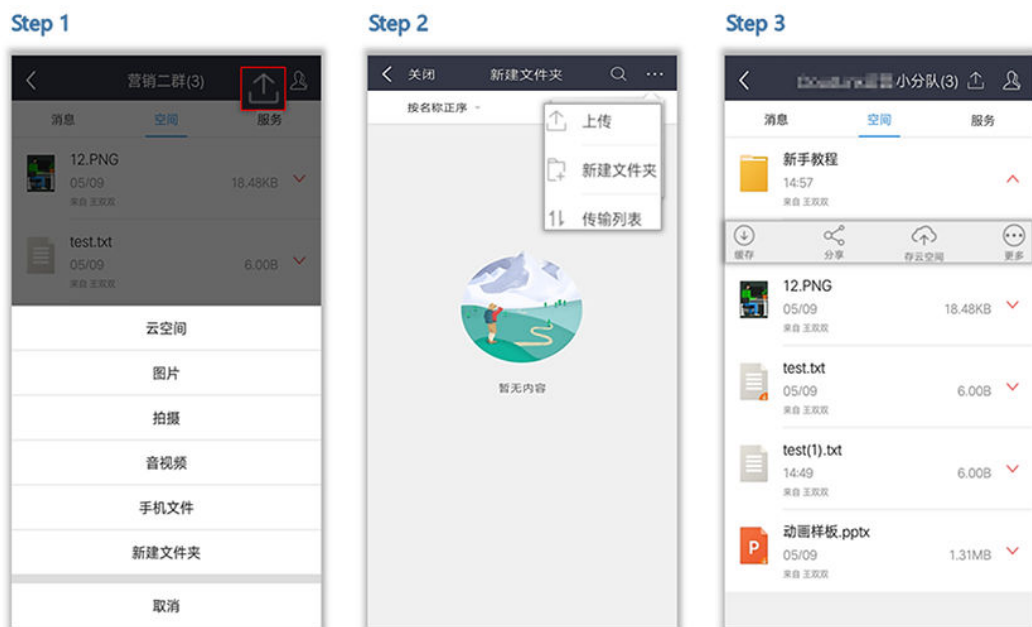 Step 1
营销二群(3)
消息
空间
服务
12.PNG
05/09
18.48KB
来自 王双双
test.txt
05/09
6.00B
来自 王双双
云空间
图片
拍摄
音视频
手机文件
新建文件夹
取消
Step 2
关闭
新建文件夹
按名称正序
上传
新建文件夹
传输列表
暂无内容
Step 3
小分队(3)
消息
空间
服务
新手教程
14:57
来自 王双双
缓存
分享
存云空间
更多
12.PNG
05/09
18.48KB
来自 王双双
test.txt
05/09
6.00B
来自 王双双
test(1).txt
14:49
6.00B
来自 王双双
P
动画样板.pptx
05/09
1.31MB
来自 王双双